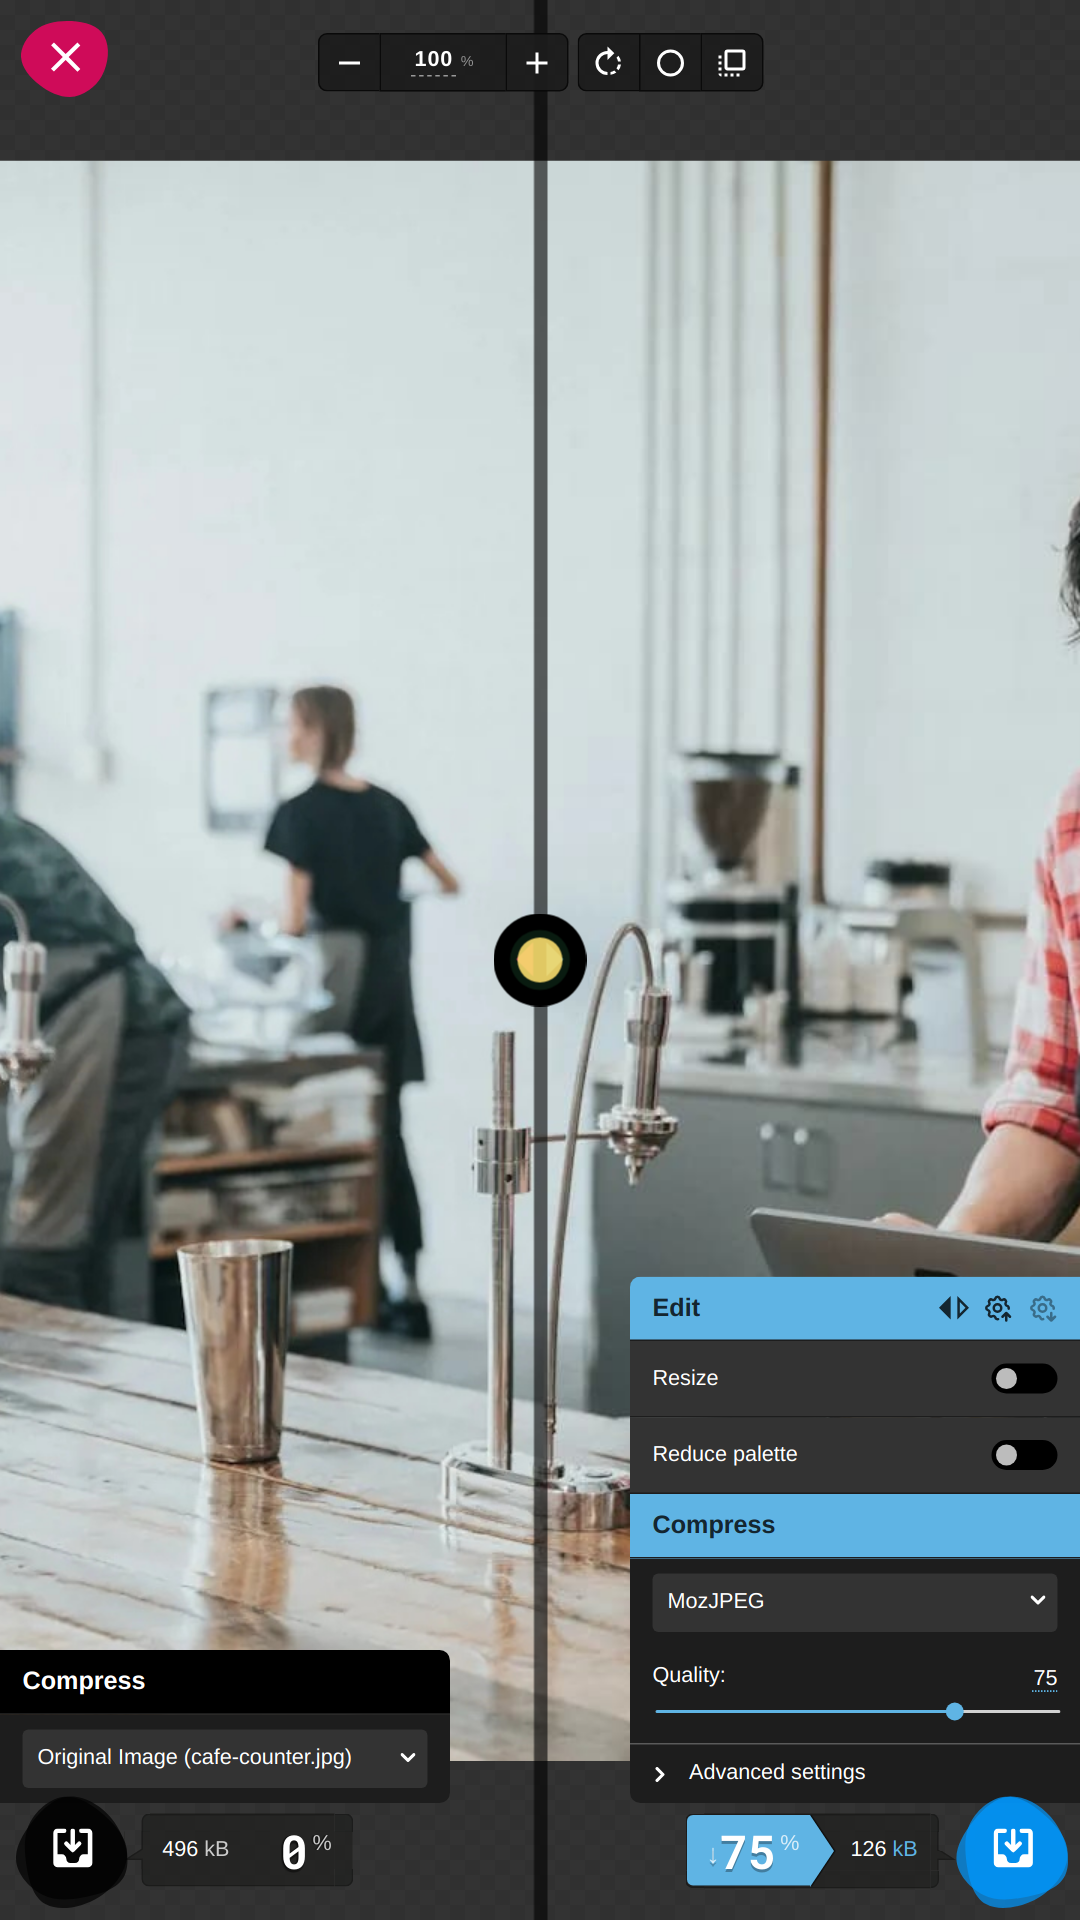 100 %
Edit
Resize
Reduce palette
Compress
MozJPEG
Quality: 75
Advanced settings
Compress
Original Image (cafe-counter.jpg)
496 kB 0 %
↓75 % 126 kB